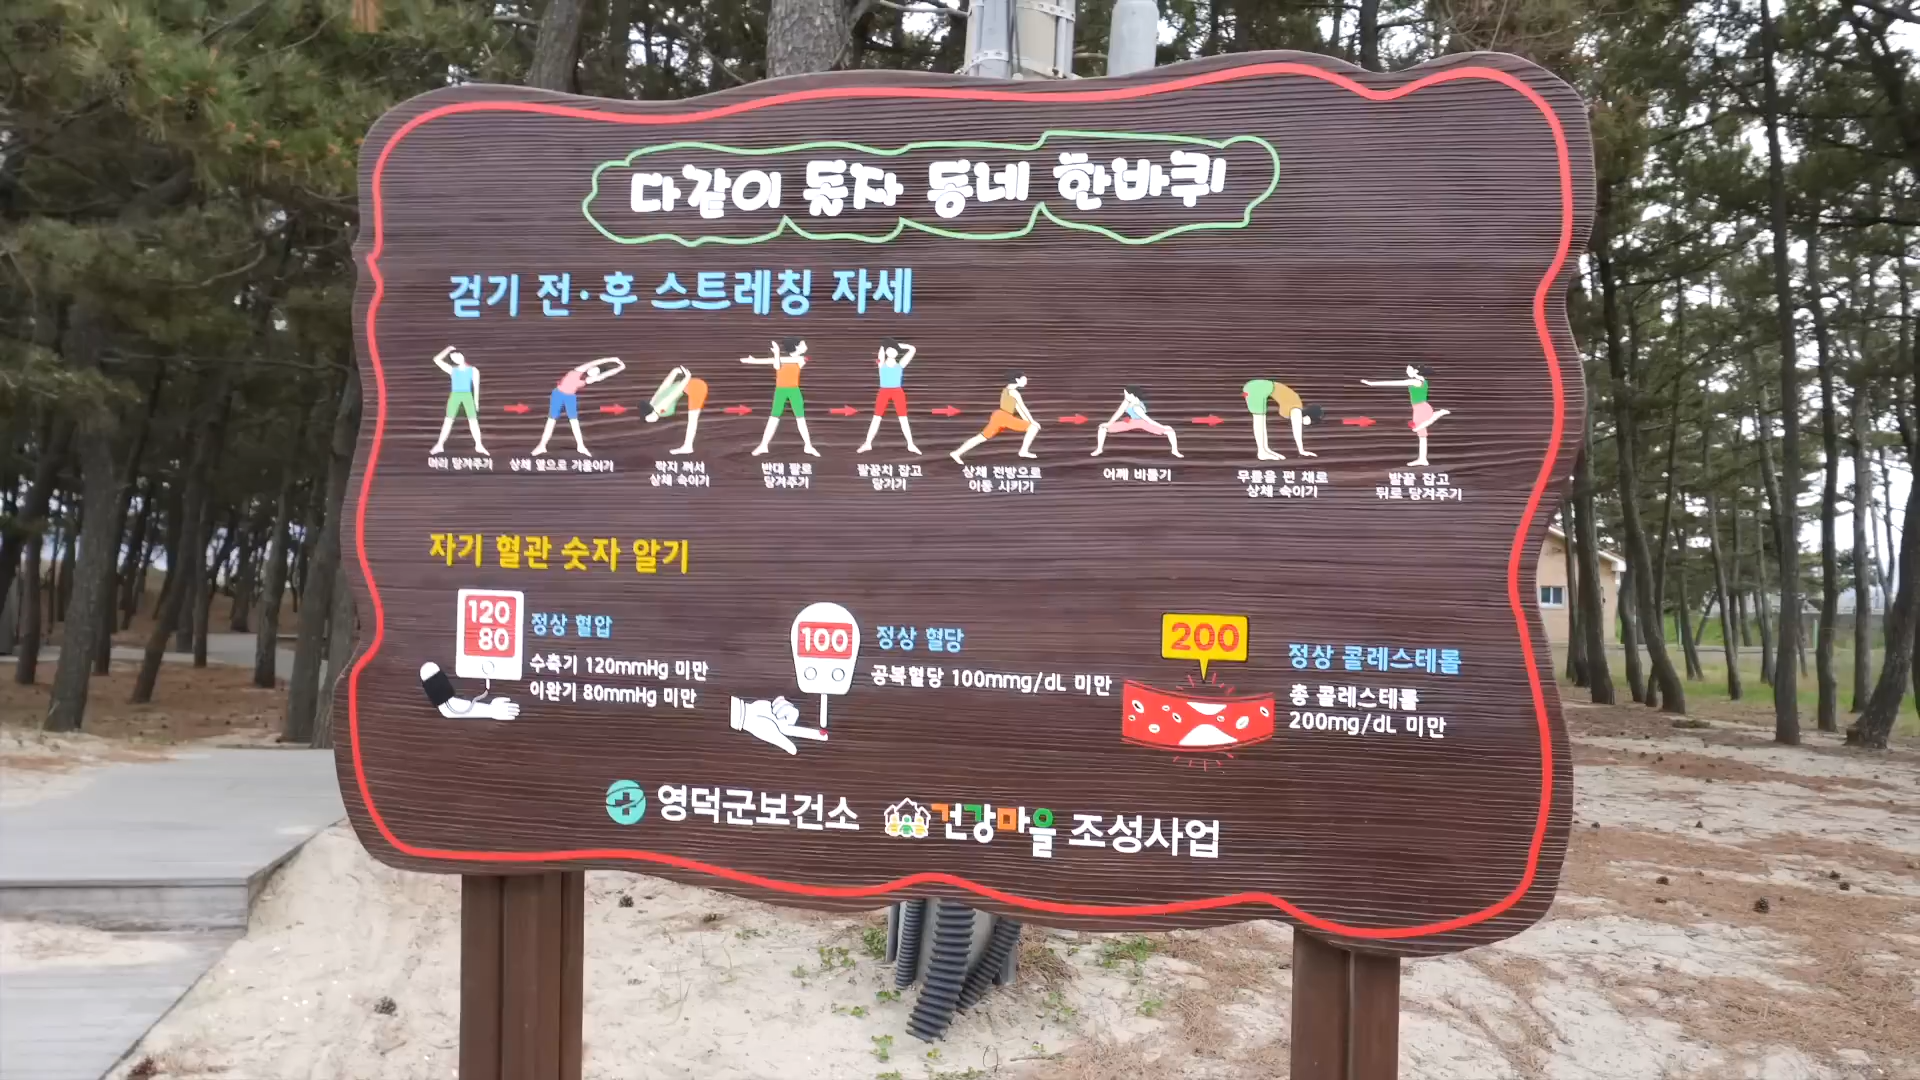 다같이 돌자 동네 한바퀴
걷기 전·후 스트레칭 자세
머리 당겨주기
상체 옆으로 기울이기
깍지 껴서
상체 숙이기
반대 팔로
당겨주기
팔꿈치 잡고
당기기
상체 전방으로
이동 시키기
어깨 비틀기
무릎을 편 채로
상체 숙이기
발끝 잡고
뒤로 당겨주기
자기 혈관 숫자 알기
120
80
정상 혈압
수축기 120mmHg 미만
이완기 80mmHg 미만
100
정상 혈당
공복혈당 100mmg/dL 미만
200
정상 콜레스테롤
총 콜레스테롤
200mg/dL 미만
영덕군보건소 건강마을 조성사업